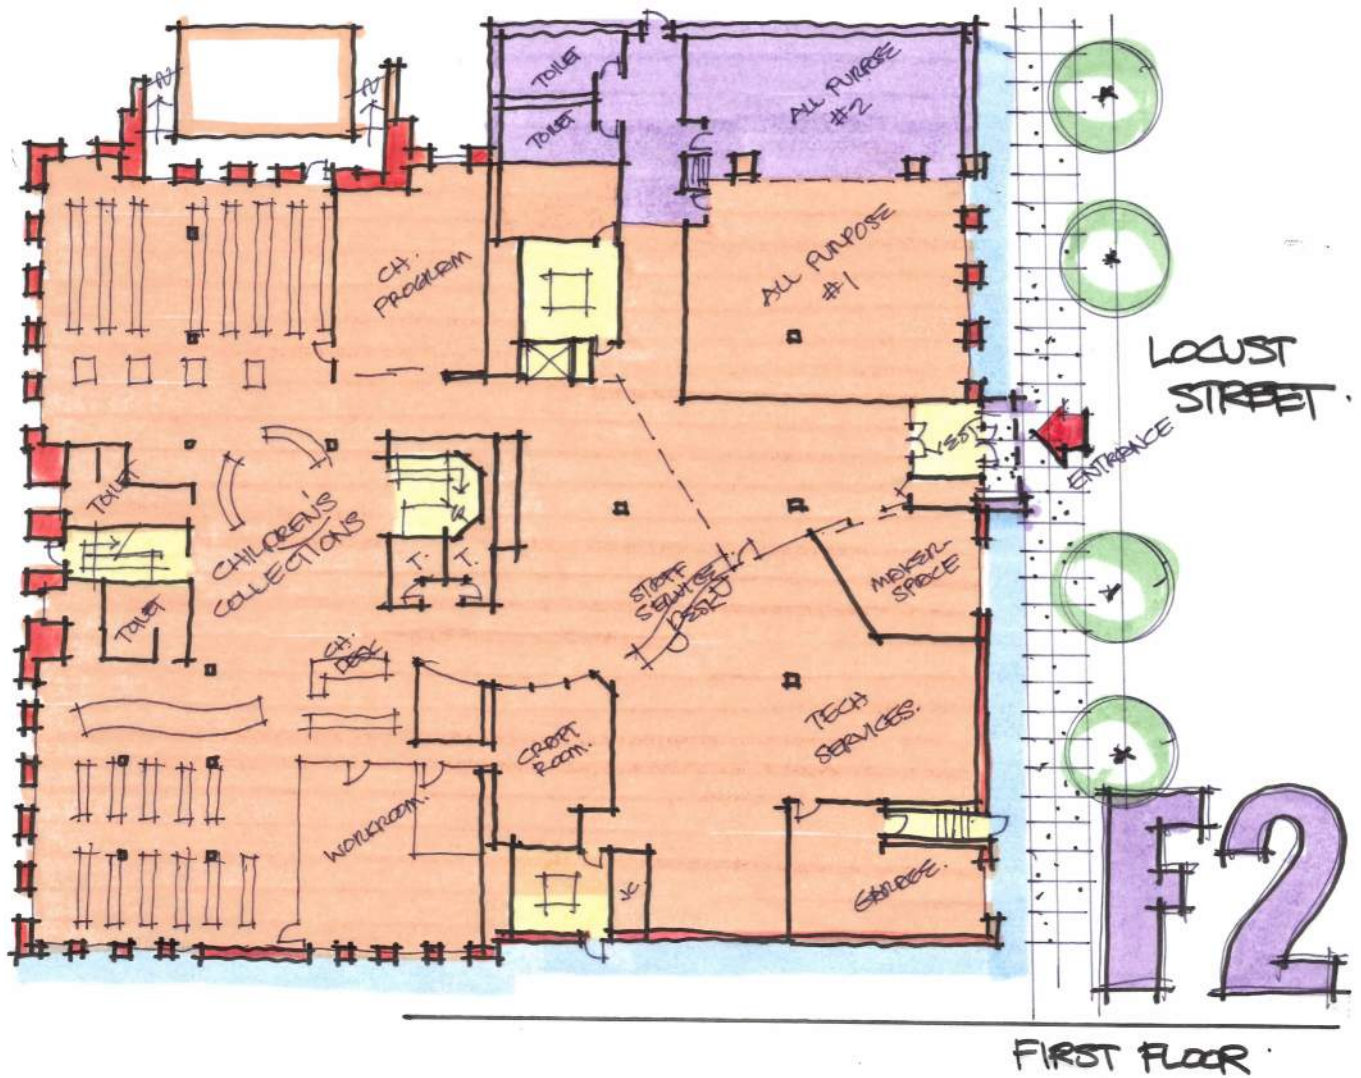 TOILET
TOILET
ALL PURPOSE
#2
CH.
PROGRAM
ALL PURPOSE
#1
LOCUST
STREET.
VEST
ENTRANCE
TOILET
CHILDREN'S
COLLECTIONS
T.
T.
STAFF
SERVICE
DESK
MAKER-
SPACE
TOILET
CH.
DESK
TECH
SERVICES.
CRAFT
ROOM.
WORKROOM.
JC.
GARAGE.
F2
FIRST FLOOR.